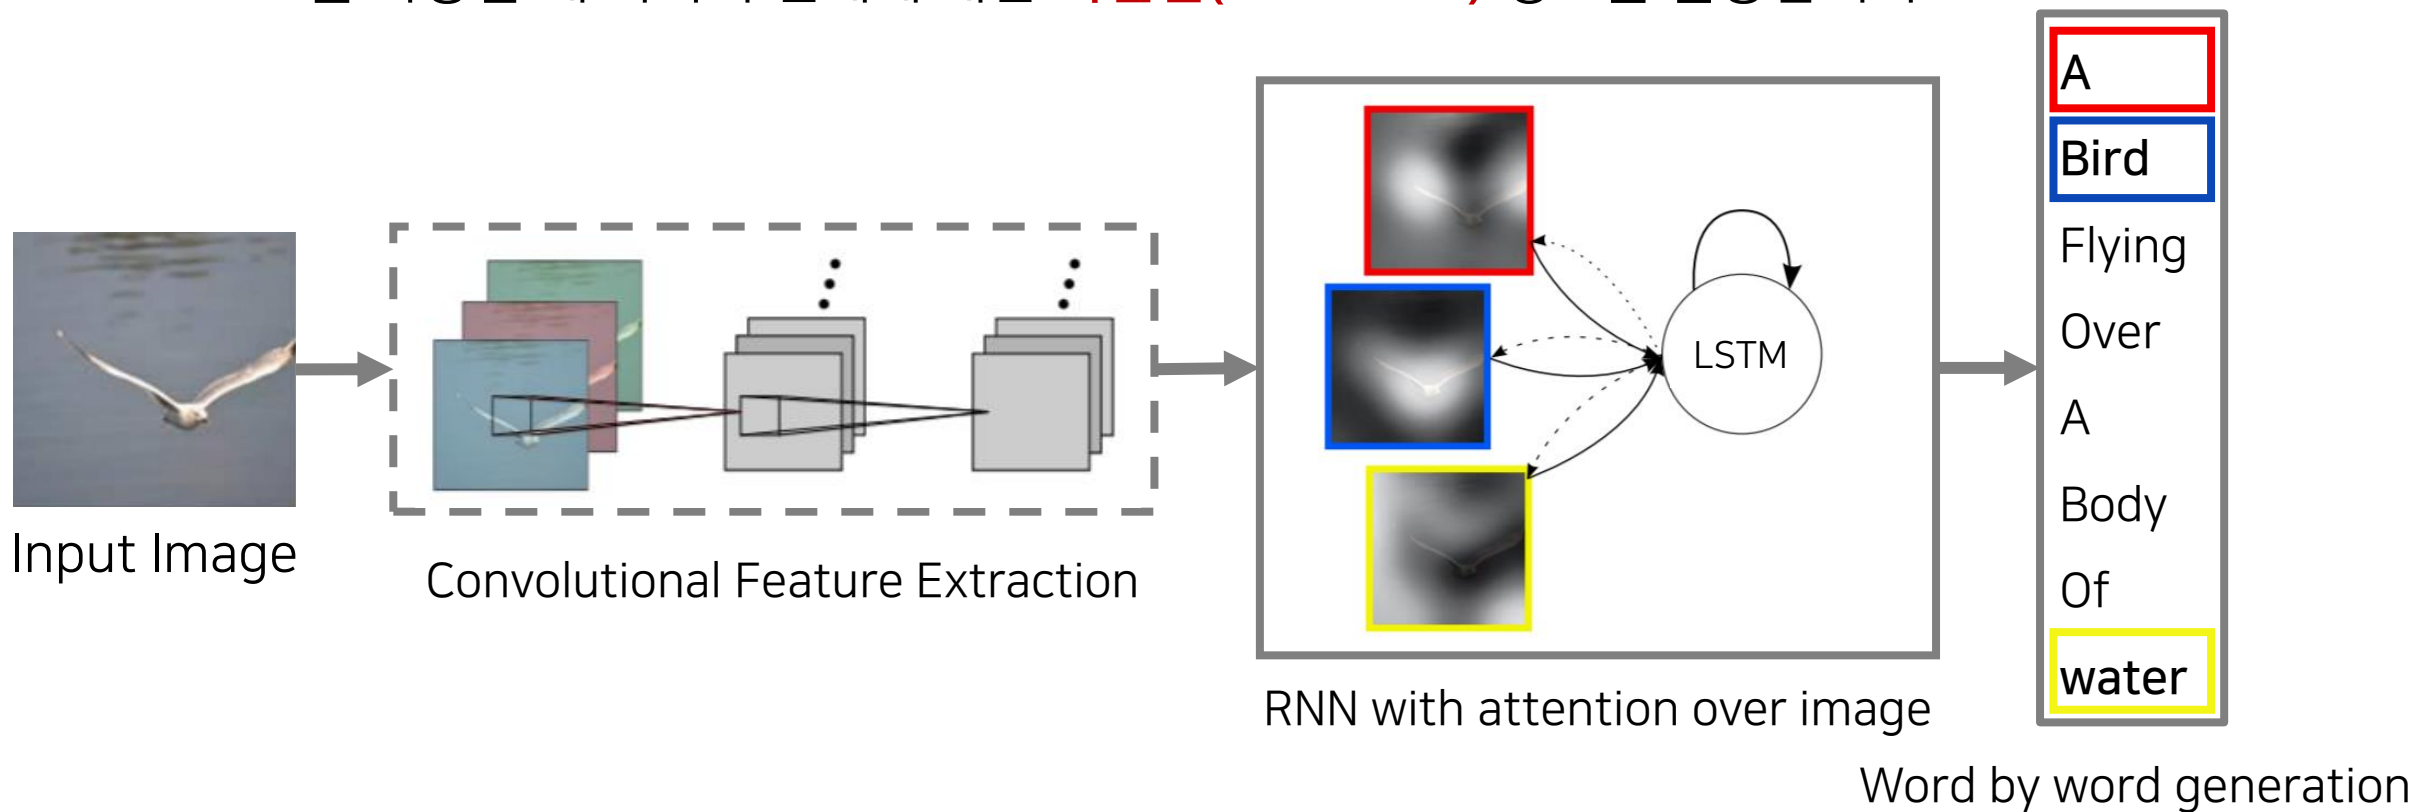 Input Image
Convolutional Feature Extraction
LSTM
RNN with attention over image
A
Bird
Flying
Over
A
Body
Of
water
Word by word generation